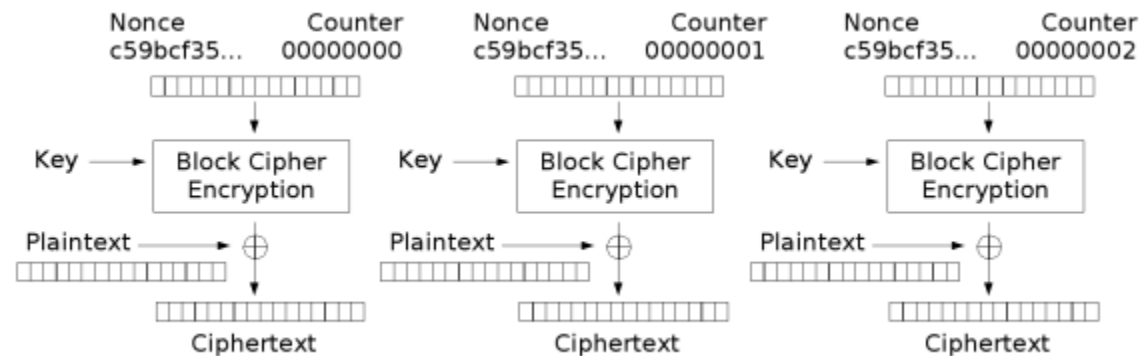 Nonce Counter Nonce Counter Nonce Counter
c59bcf35... 00000000 c59bcf35... 00000001 c59bcf35... 00000002
Key Block Cipher Encryption Key Block Cipher Encryption Key Block Cipher Encryption
Plaintext Plaintext Plaintext
Ciphertext Ciphertext Ciphertext